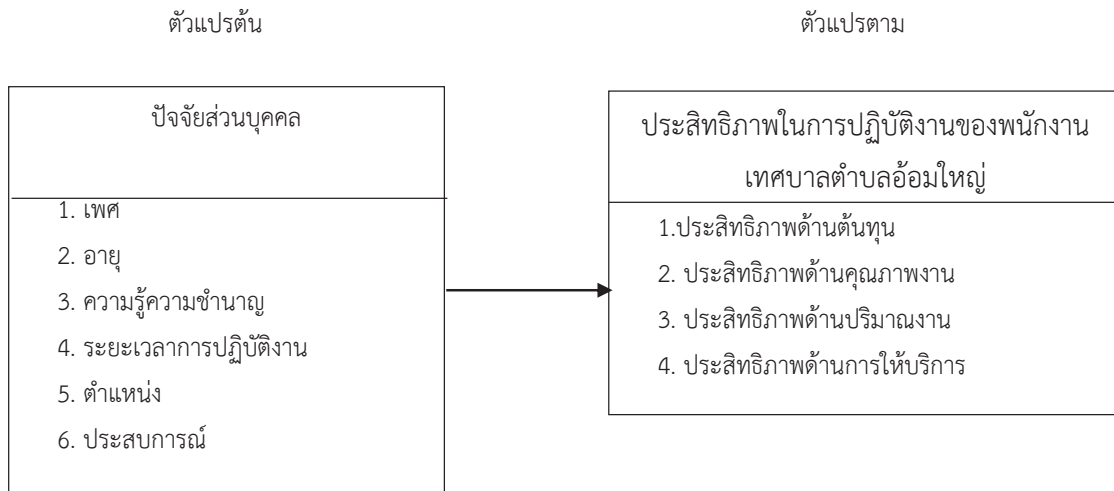 ตัวแปรต้น
ตัวแปรตาม
ปัจจัยส่วนบุคคล
1. เพศ
2. อายุ
3. ความรู้ความชำนาญ
4. ระยะเวลาการปฏิบัติงาน
5. ตำแหน่ง
6. ประสบการณ์
ประสิทธิภาพในการปฏิบัติงานของพนักงาน
เทศบาลตำบลอ้อมใหญ่
1.ประสิทธิภาพด้านต้นทุน
2. ประสิทธิภาพด้านคุณภาพงาน
3. ประสิทธิภาพด้านปริมาณงาน
4. ประสิทธิภาพด้านการให้บริการ